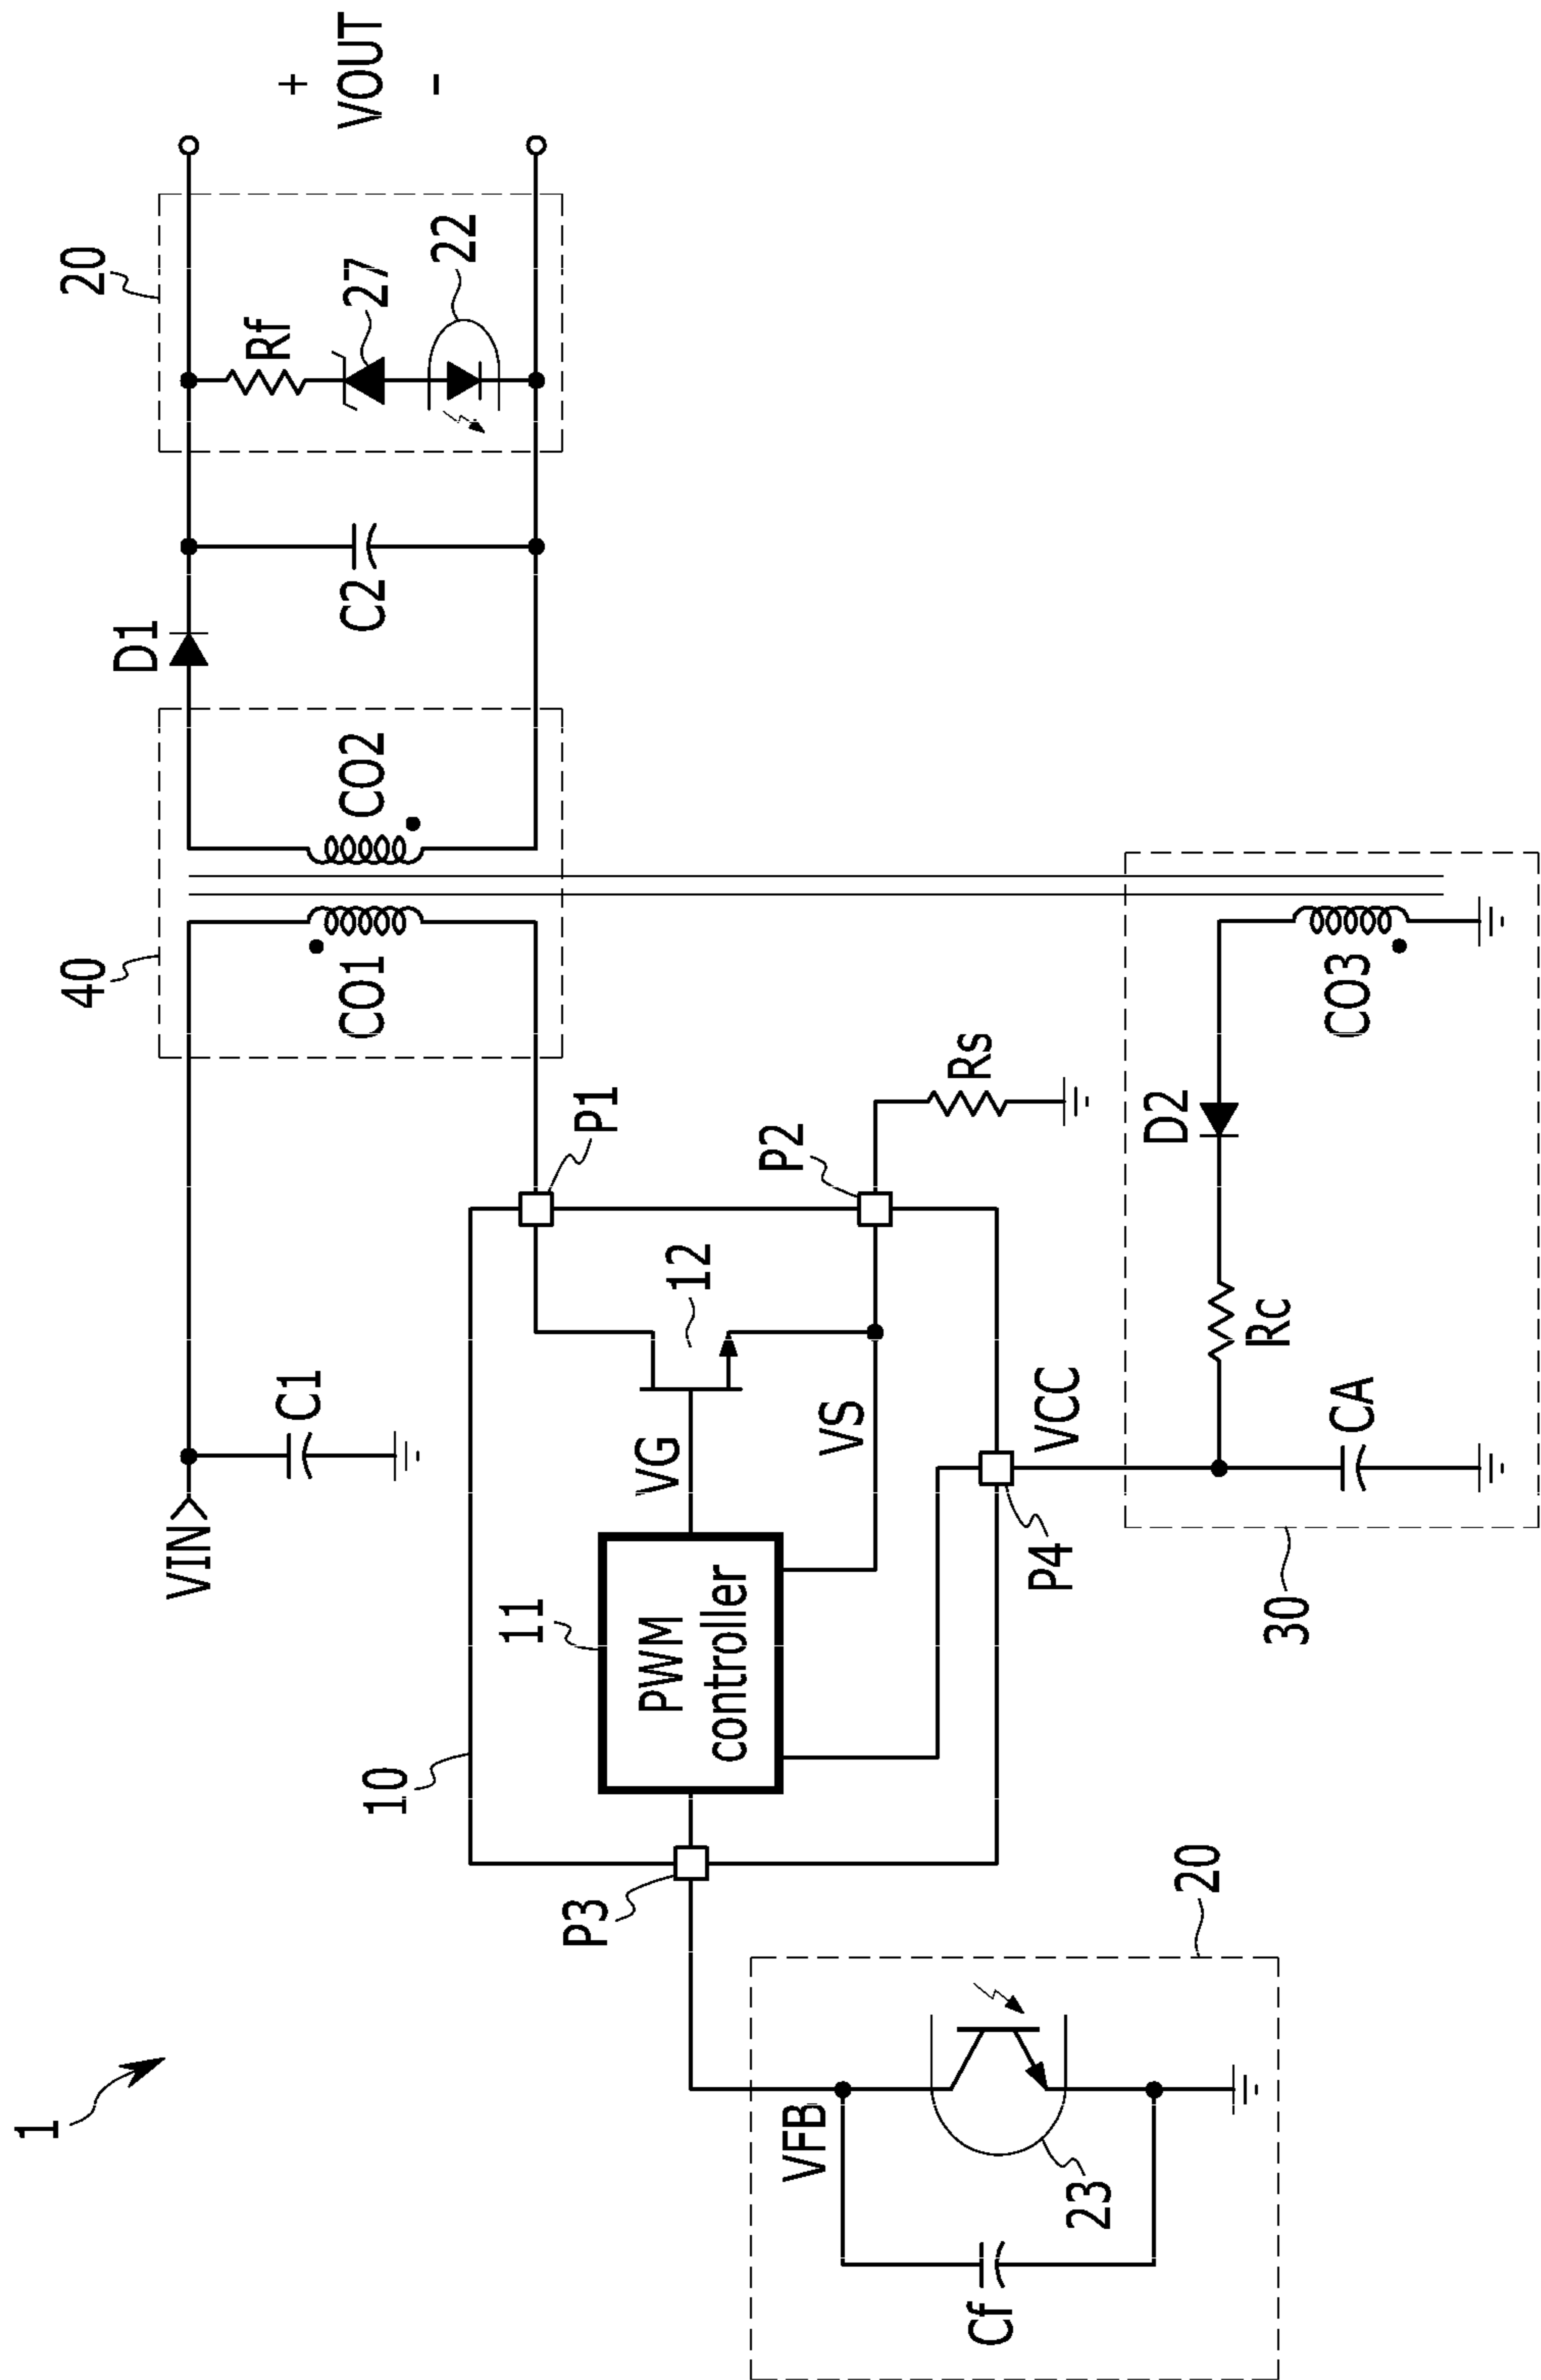 1
VIN
C1
40
CO1
CO2
D1
C2
20
Rf
27
22
+
VOUT
-
10
11
PWM
controller
VG
12
VS
P1
P2
Rs
P3
P4
VCC
20
VFB
Cf
23
30
CA
Rc
D2
CO3